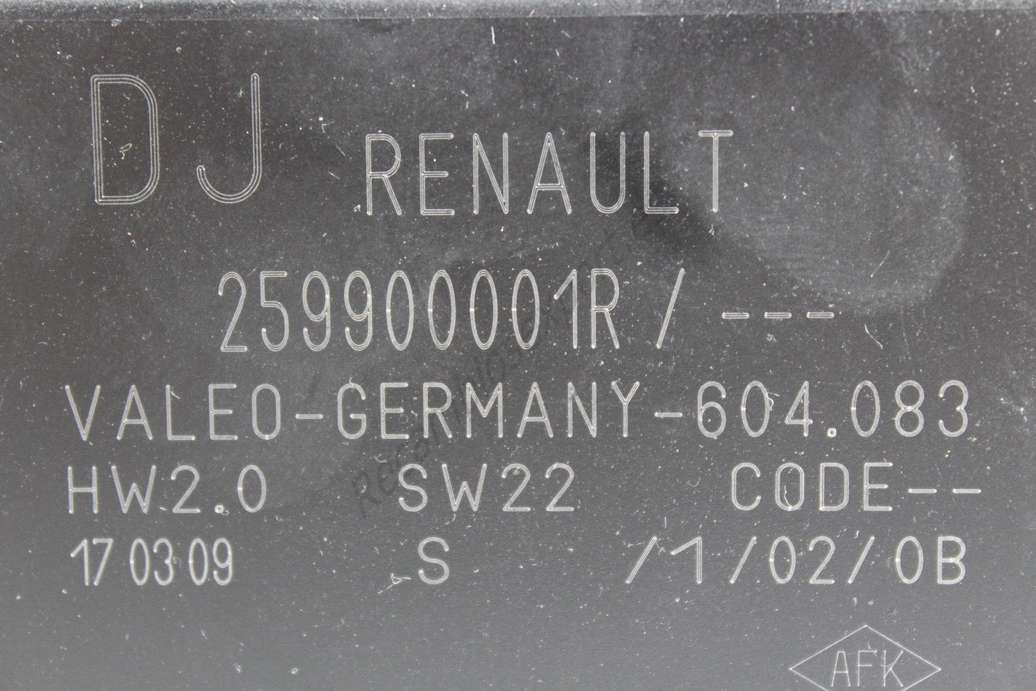 DJ RENAULT
259900001R / ---
VALEO-GERMANY-604.083
HW2.0 SW22 CODE--
17 03 09 S /1/02/0B
AFK